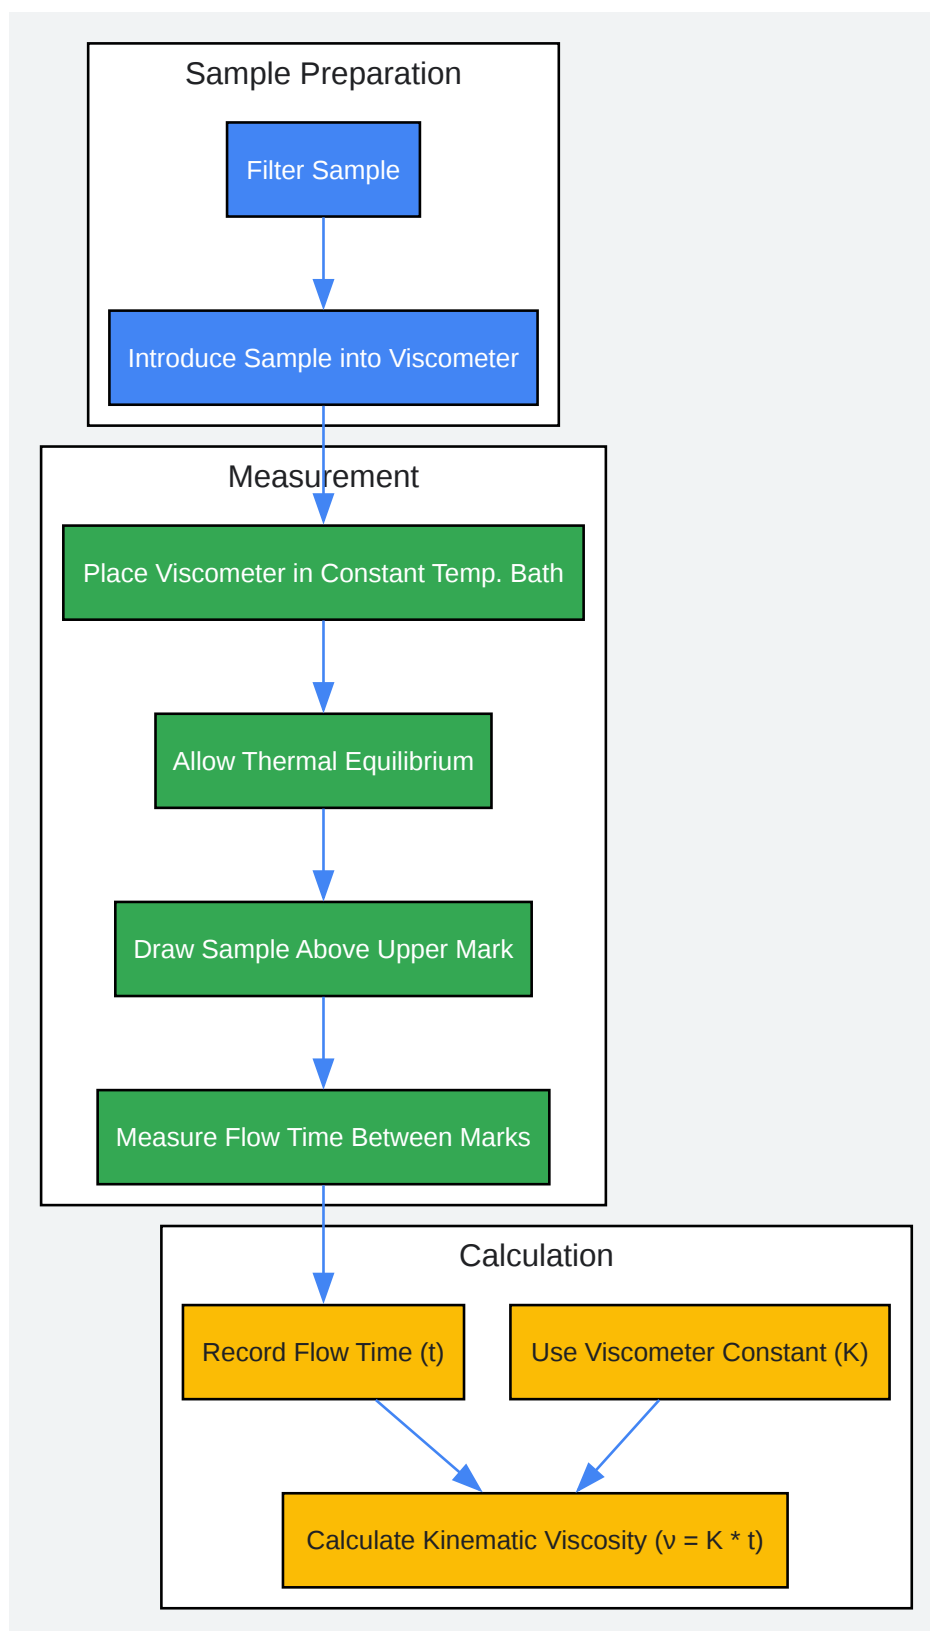 Sample Preparation
Filter Sample
Introduce Sample into Viscometer
Measurement
Place Viscometer in Constant Temp. Bath
Allow Thermal Equilibrium
Draw Sample Above Upper Mark
Measure Flow Time Between Marks
Calculation
Record Flow Time (t)
Use Viscometer Constant (K)
Calculate Kinematic Viscosity (ν = K * t)